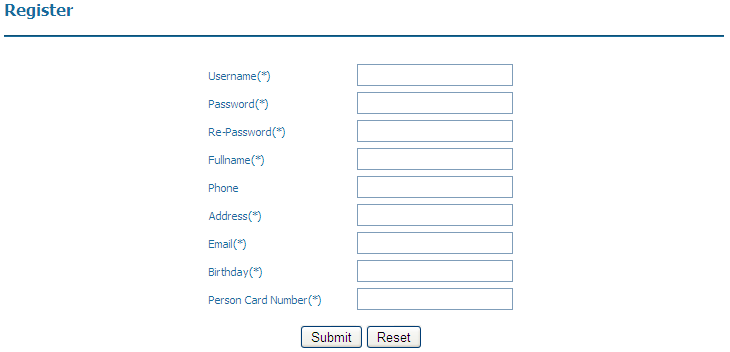 Register
Username(*)
Password(*)
Re-Password(*)
Fullname(*)
Phone
Address(*)
Email(*)
Birthday(*)
Person Card Number(*)
Submit Reset